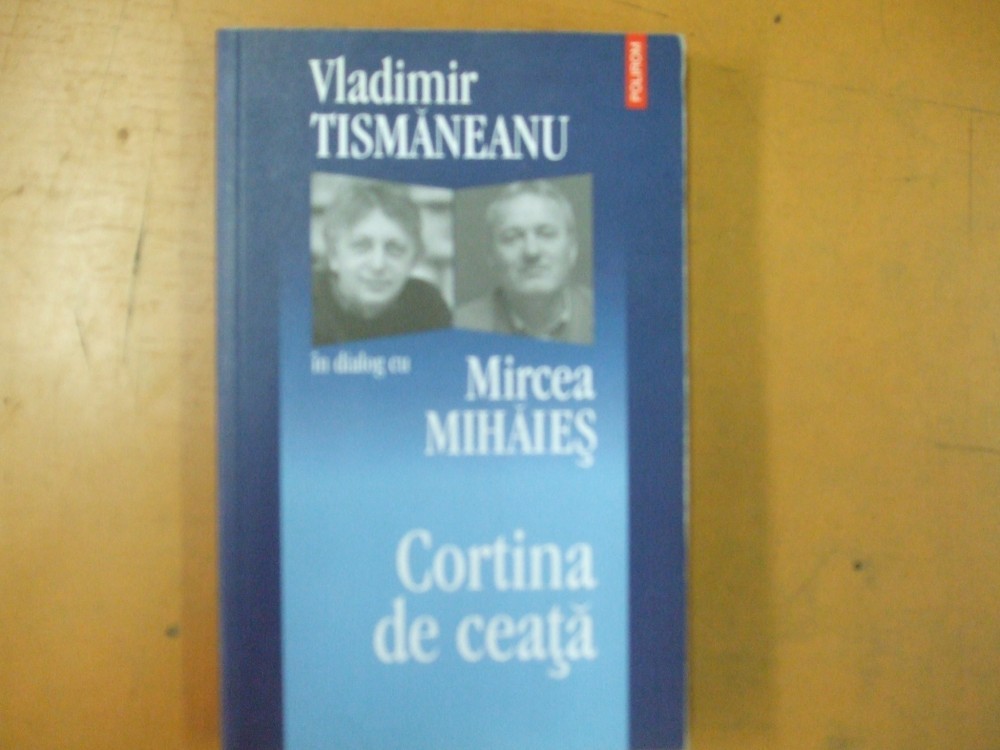 POLIROM
Vladimir
TISMĂNEANU
în dialog cu
Mircea
MIHĂIEŞ
Cortina
de ceaţă